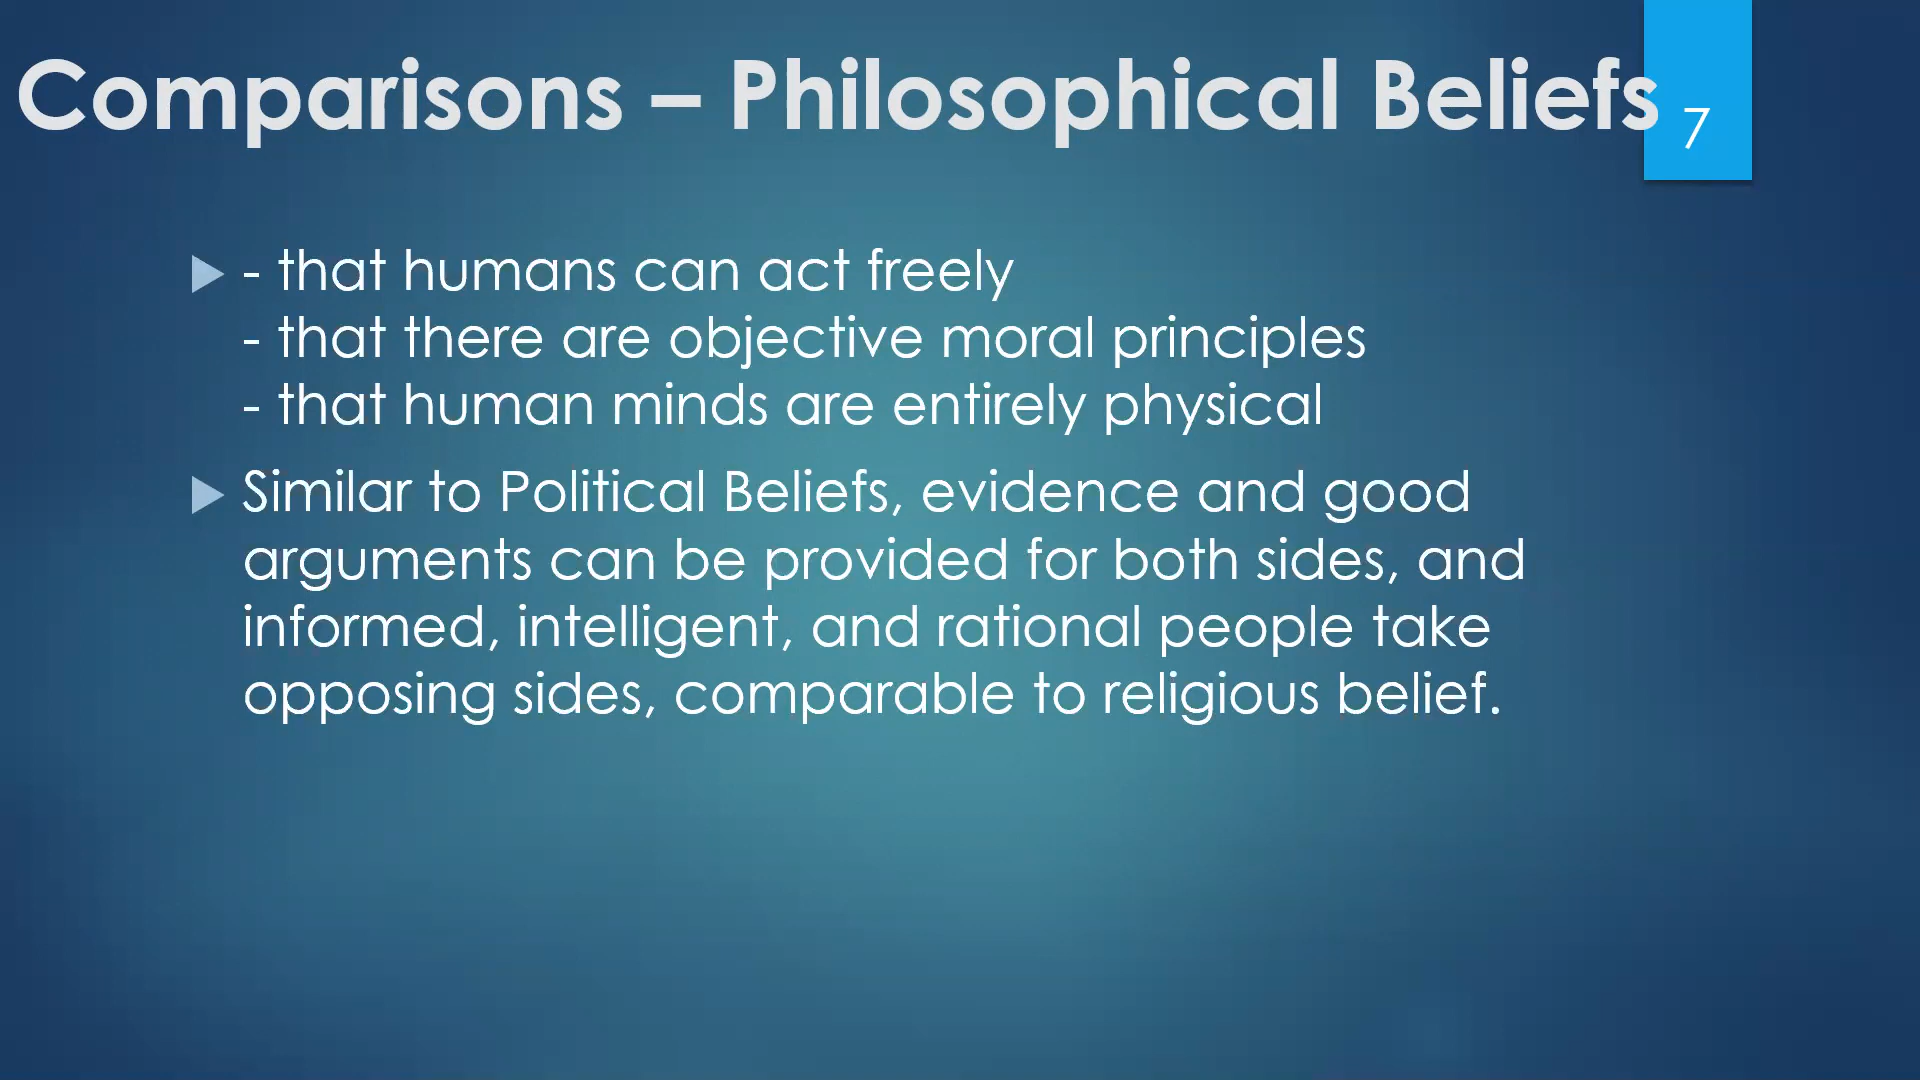 Comparisons – Philosophical Beliefs
7
- that humans can act freely
- that there are objective moral principles
- that human minds are entirely physical
Similar to Political Beliefs, evidence and good
arguments can be provided for both sides, and
informed, intelligent, and rational people take
opposing sides, comparable to religious belief.